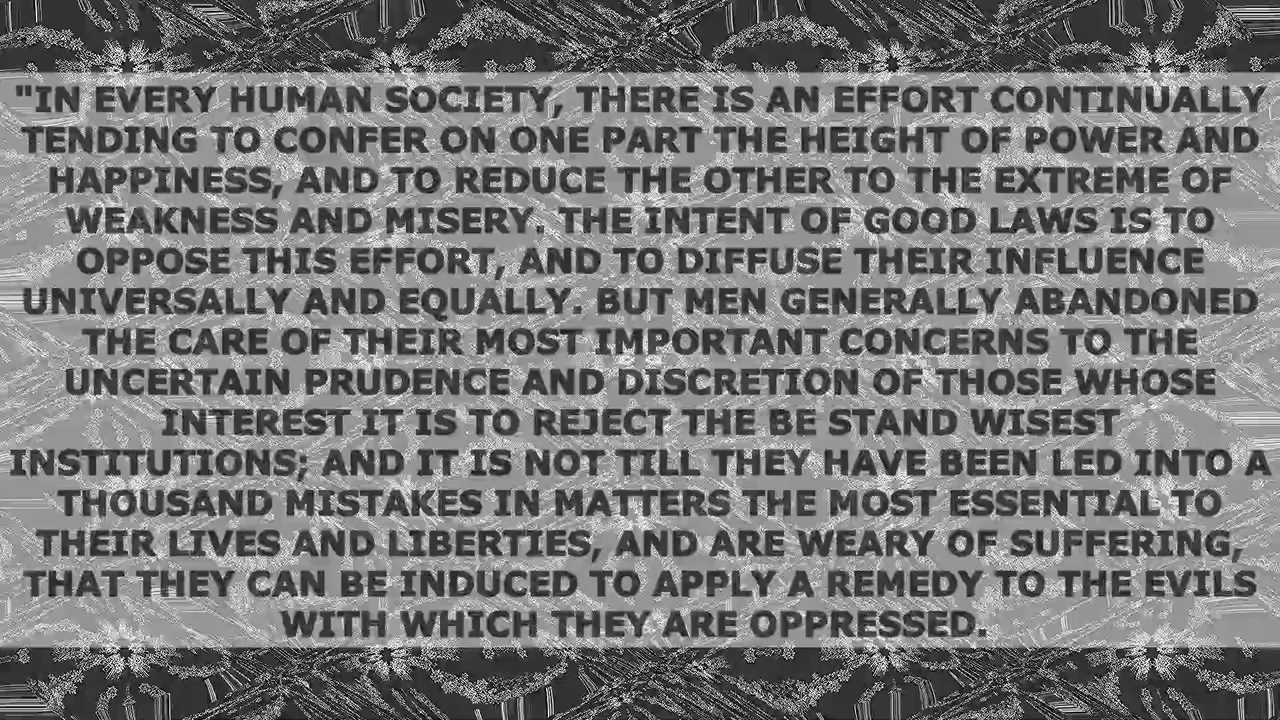 "IN EVERY HUMAN SOCIETY, THERE IS AN EFFORT CONTINUALLY
TENDING TO CONFER ON ONE PART THE HEIGHT OF POWER AND
HAPPINESS, AND TO REDUCE THE OTHER TO THE EXTREME OF
WEAKNESS AND MISERY. THE INTENT OF GOOD LAWS IS TO
OPPOSE THIS EFFORT, AND TO DIFFUSE THEIR INFLUENCE
UNIVERSALLY AND EQUALLY. BUT MEN GENERALLY ABANDONED
THE CARE OF THEIR MOST IMPORTANT CONCERNS TO THE
UNCERTAIN PRUDENCE AND DISCRETION OF THOSE WHOSE
INTEREST IT IS TO REJECT THE BE STAND WISEST
INSTITUTIONS; AND IT IS NOT TILL THEY HAVE BEEN LED INTO A
THOUSAND MISTAKES IN MATTERS THE MOST ESSENTIAL TO
THEIR LIVES AND LIBERTIES, AND ARE WEARY OF SUFFERING,
THAT THEY CAN BE INDUCED TO APPLY A REMEDY TO THE EVILS
WITH WHICH THEY ARE OPPRESSED.